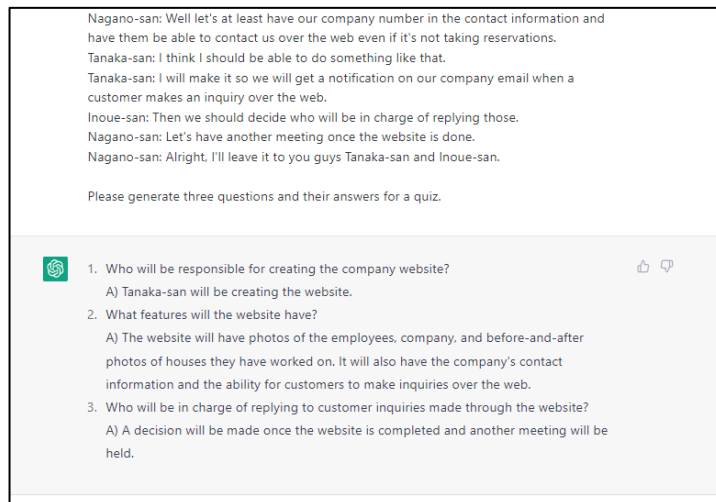 Nagano-san: Well let's at least have our company number in the contact information and
have them be able to contact us over the web even if it's not taking reservations.
Tanaka-san: I think I should be able to do something like that.
Tanaka-san: I will make it so we will get a notification on our company email when a
customer makes an inquiry over the web.
Inoue-san: Then we should decide who will be in charge of replying those.
Nagano-san: Let's have another meeting once the website is done.
Nagano-san: Alright, I'll leave it to you guys Tanaka-san and Inoue-san.
Please generate three questions and their answers for a quiz.
1. Who will be responsible for creating the company website?
A) Tanaka-san will be creating the website.
2. What features will the website have?
A) The website will have photos of the employees, company, and before-and-after
photos of houses they have worked on. It will also have the company's contact
information and the ability for customers to make inquiries over the web.
3. Who will be in charge of replying to customer inquiries made through the website?
A) A decision will be made once the website is completed and another meeting will be
held.